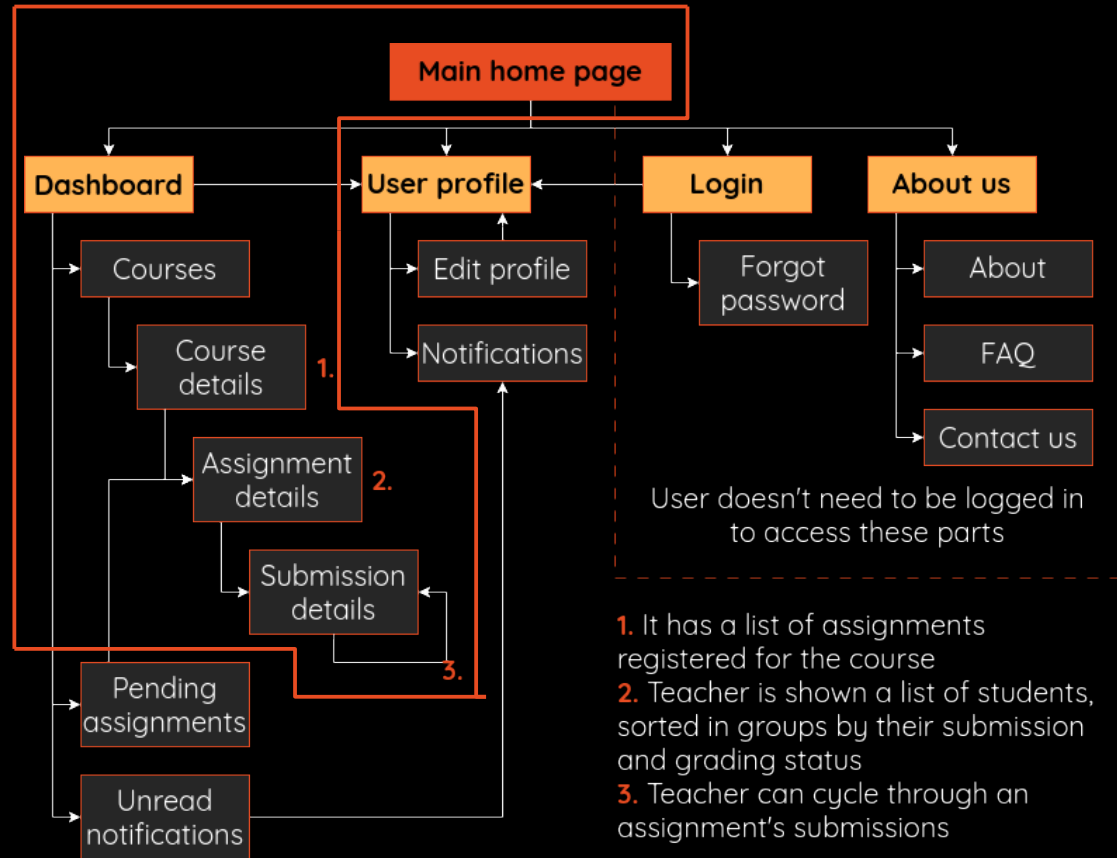 Main home page
Dashboard
User profile
Login
About us
Courses
Edit profile
Forgot
password
About
Course
details
1.
Notifications
FAQ
Assignment
details
2.
Contact us
User doesn't need to be logged in
to access these parts
Submission
details
3.
Pending
assignments
Unread
notifications
1. It has a list of assignments
registered for the course
2. Teacher is shown a list of students,
sorted in groups by their submission
and grading status
3. Teacher can cycle through an
assignment's submissions